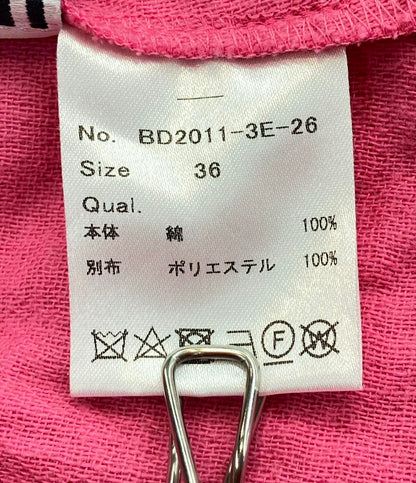 No. BD2011-3E-26
Size 36
Qual.
本体 綿 100%
別布 ポリエステル 100%
F W